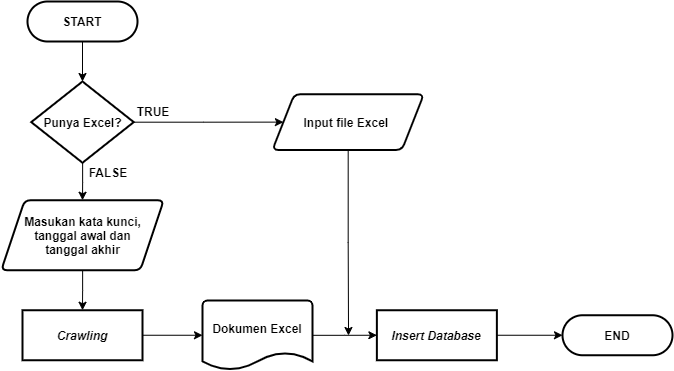 START
Punya Excel?
TRUE
Input file Excel
FALSE
Masukan kata kunci,
tanggal awal dan
tanggal akhir
Crawling
Dokumen Excel
Insert Database
END